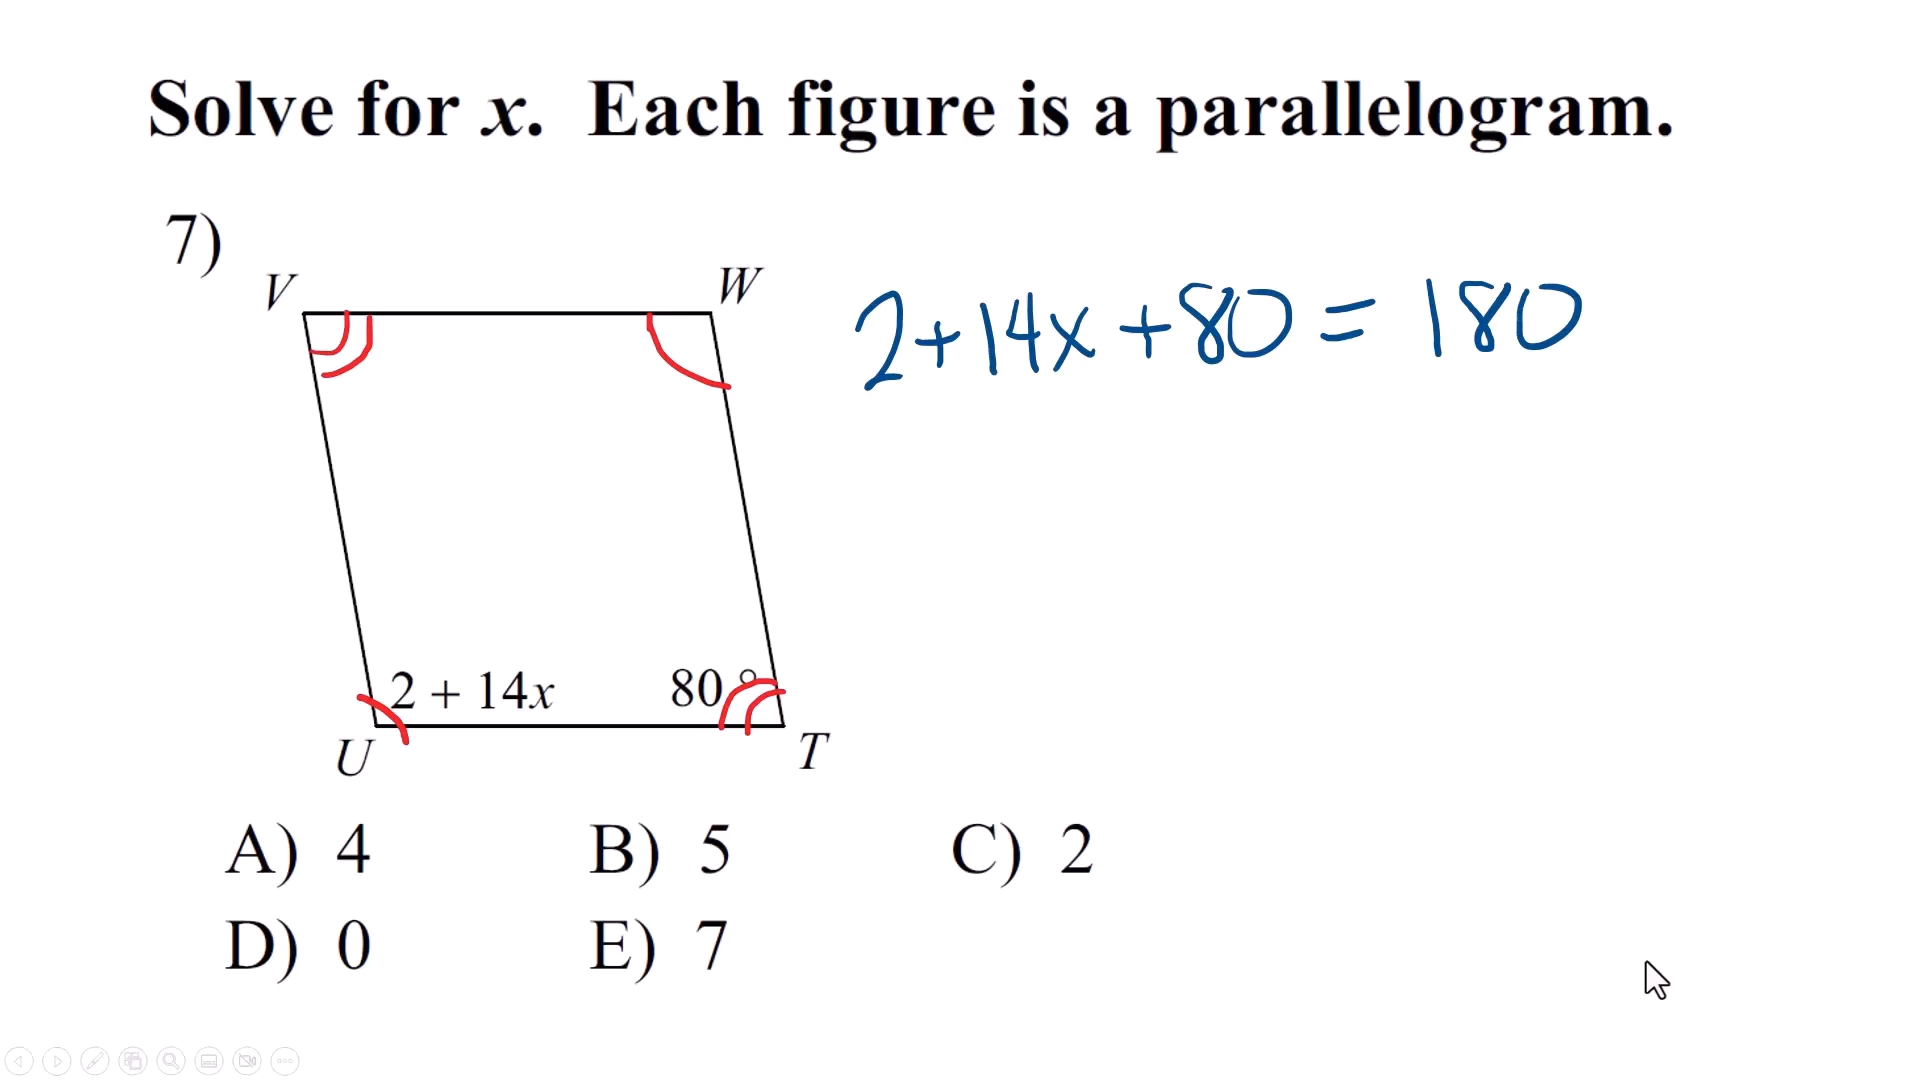 Solve for x. Each figure is a parallelogram.
7)
V
W
2+14x+80=180
2 + 14x
80 °
U
T
A) 4
B) 5
C) 2
D) 0
E) 7